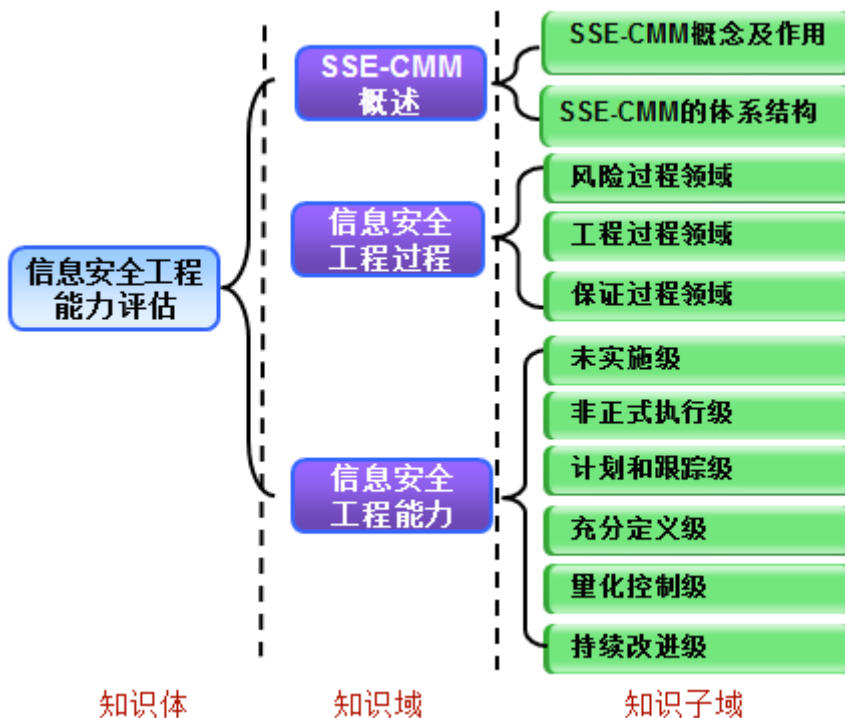 信息安全工程
能力评估
SSE-CMM
概述
信息安全
工程过程
信息安全
工程能力
SSE-CMM概念及作用
SSE-CMM的体系结构
风险过程领域
工程过程领域
保证过程领域
未实施级
非正式执行级
计划和跟踪级
充分定义级
量化控制级
持续改进级
知识体
知识域
知识子域